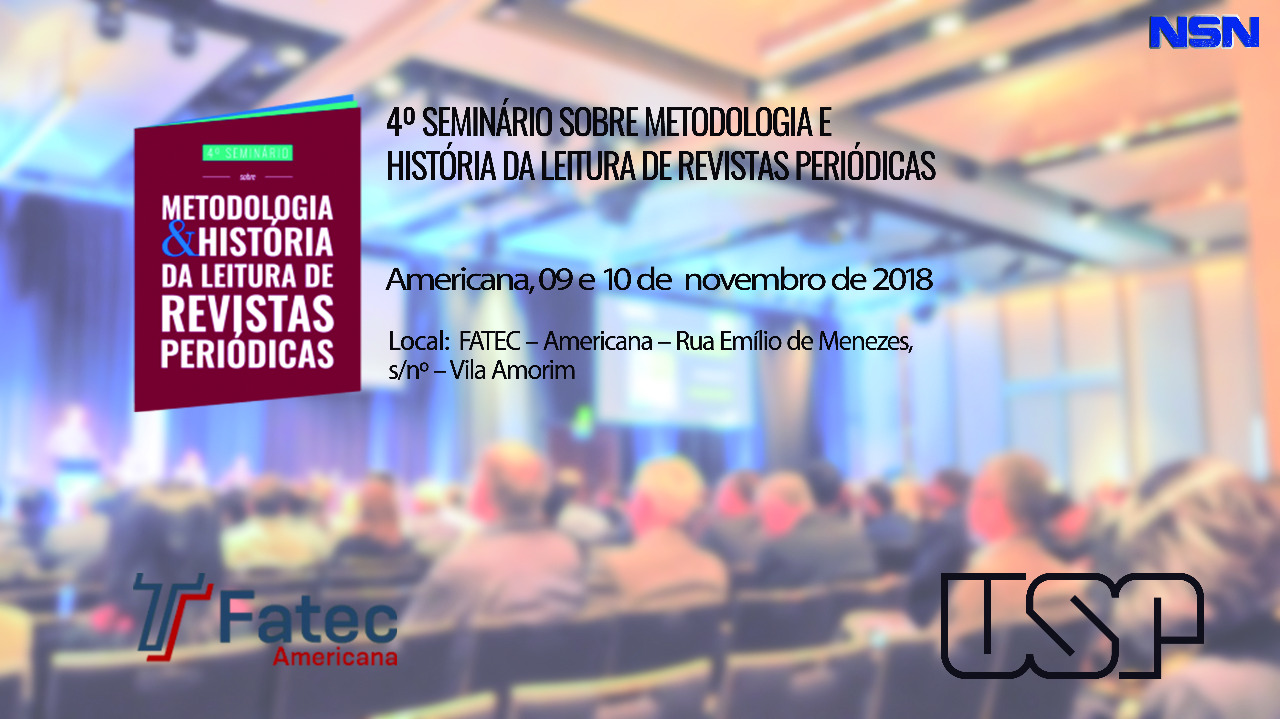 NSN
4º SEMINÁRIO
sobre
METODOLOGIA
&HISTÓRIA
DA LEITURA DE
REVISTAS
PERIÓDICAS
4º SEMINÁRIO SOBRE METODOLOGIA E
HISTÓRIA DA LEITURA DE REVISTAS PERIÓDICAS
Americana, 09 e 10 de novembro de 2018
Local: FATEC – Americana – Rua Emílio de Menezes,
s/nº – Vila Amorim
Fatec
Americana
USP